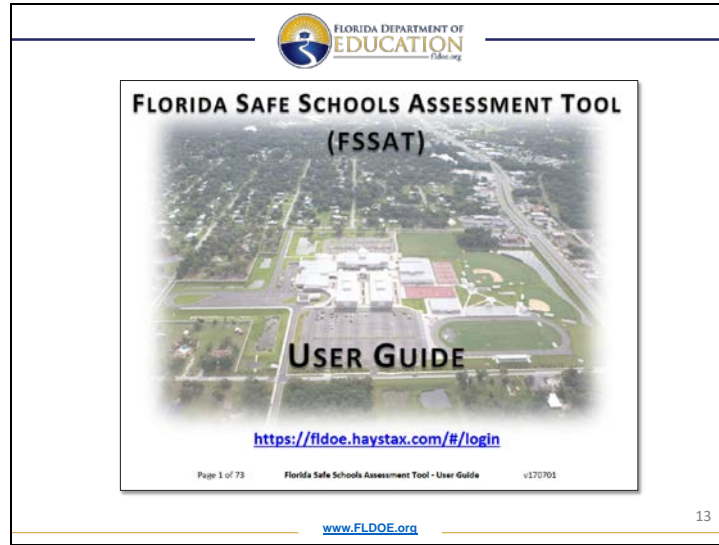 FLORIDA DEPARTMENT OF
EDUCATION
fldoe.org
FLORIDA SAFE SCHOOLS ASSESSMENT TOOL
(FSSAT)
USER GUIDE
https://fldoe.haystax.com/#/login
Page 1 of 73 Florida Safe Schools Assessment Tool - User Guide v170701
13
www.FLDOE.org